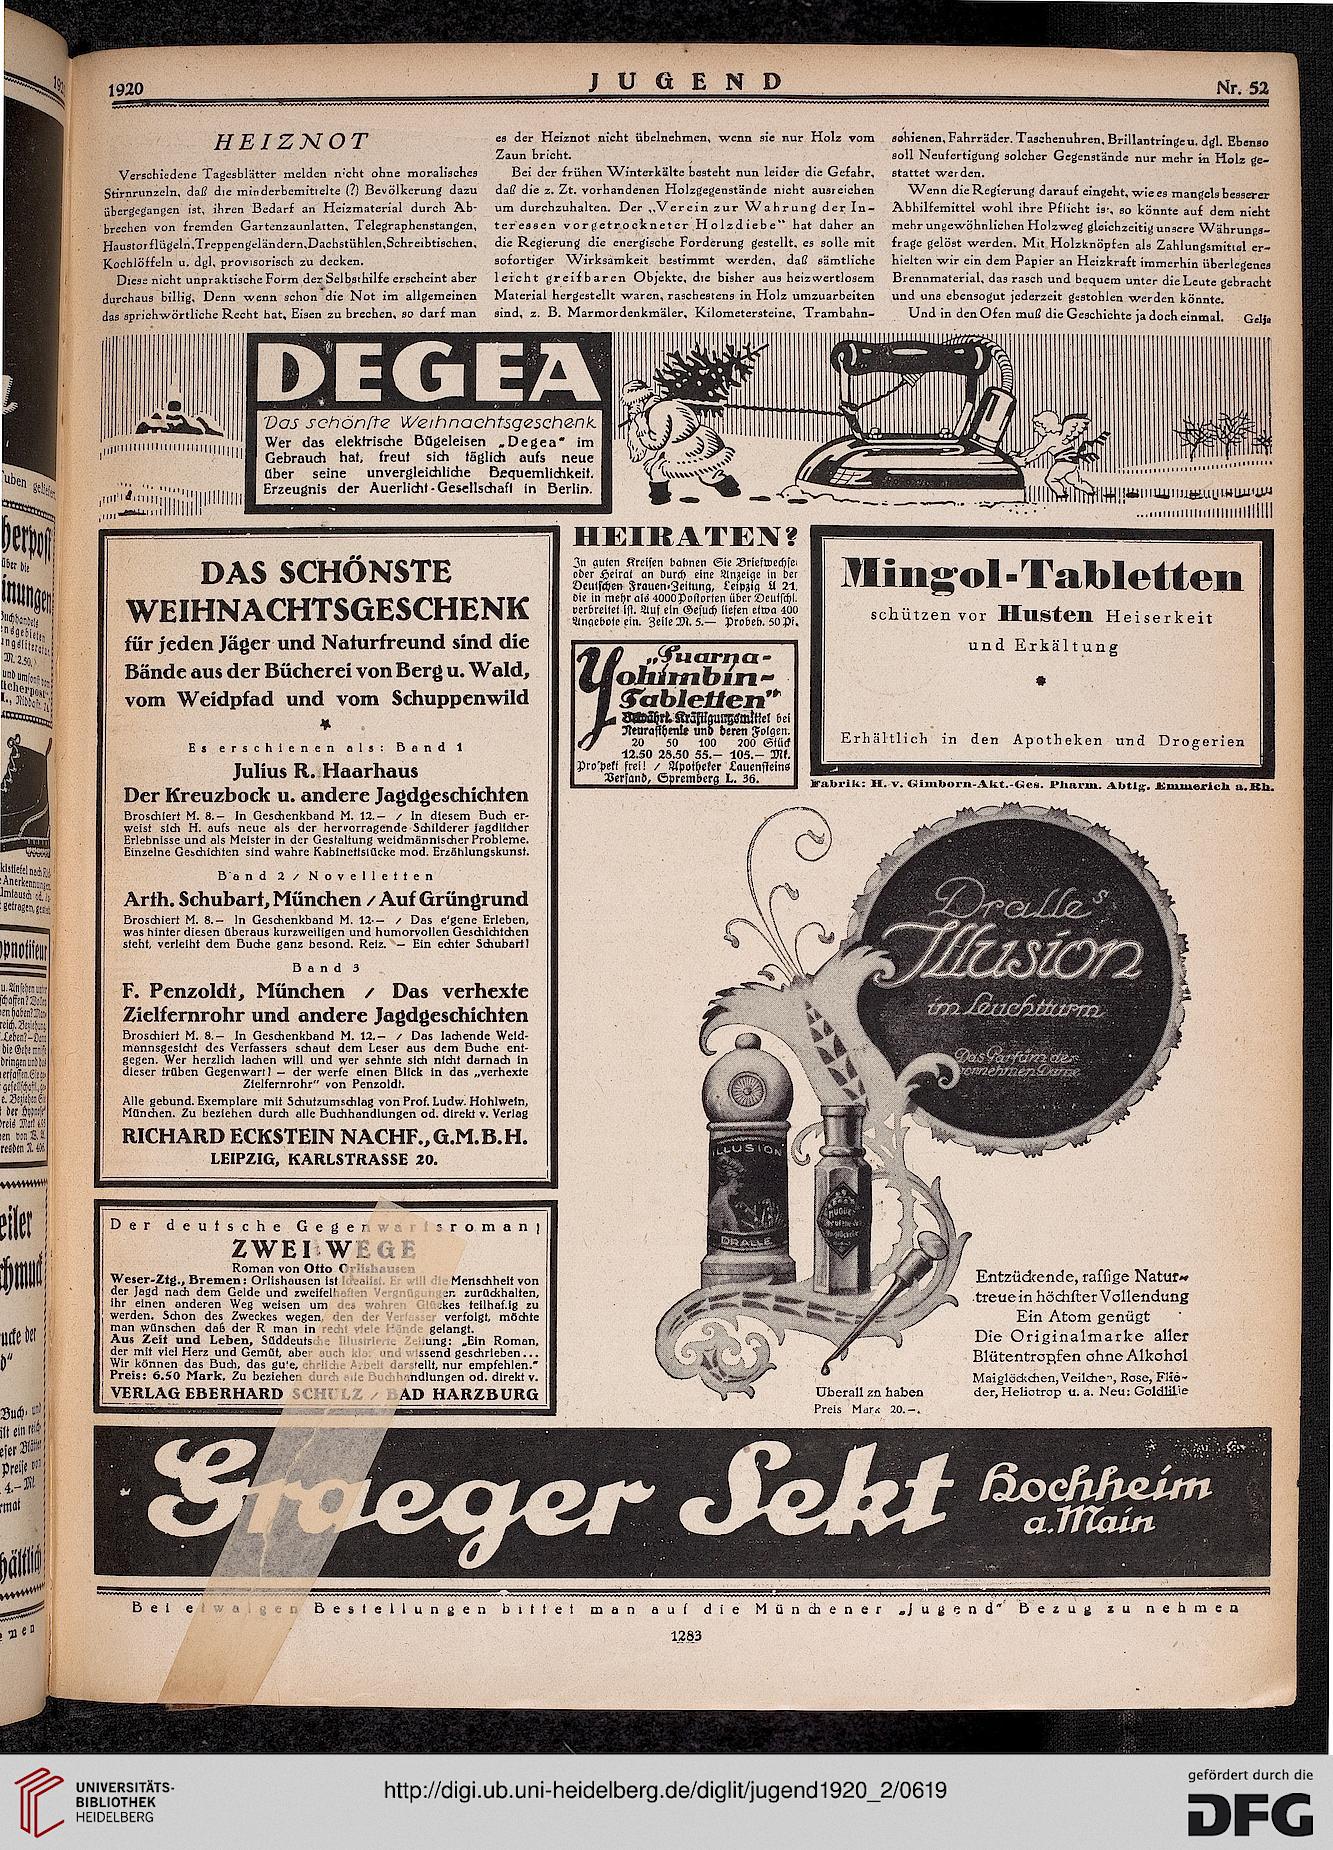 1920
JUGEND
Nr. 52
HEIZNOT
Verschiedene Tagesblätter melden nicht ohne moralisches
Stirnrunzeln, daß die minderbemittelte (?) Bevölkerung dazu
übergegangen ist, ihren Bedarf an Heizmaterial durch Ab-
brechen von fremden Gartenzaunlatten, Telegraphenstangen,
Haustorflügeln, Treppengeländern, Dachstühlen, Schreibtischen,
Kochlöffeln u. dgl. provisorisch zu decken.
Diese nicht unpraktische Form der Selbsthilfe erscheint aber
durchaus billig. Denn wenn schon die Not im allgemeinen
das sprichwörtliche Recht hat, Eisen zu brechen, so darf man
es der Heiznot nicht übelnehmen, wenn sie nur Holz vom
Zaun bricht.
Bei der frühen Winterkälte besteht nun leider die Gefahr,
daß die z. Zt. vorhandenen Holzgegenstände nicht ausreichen
um durchzuhalten. Der „Verein zur Wahrung der In-
teressen vorgetrockneter Holzdiebe" hat daher an
die Regierung die energische Forderung gestellt, es solle mit
sofortiger Wirksamkeit bestimmt werden, daß sämtliche
leicht greifbaren Objekte, die bisher aus heizwertlosem
Material hergestellt waren, raschestens in Holz umzuarbeiten
sind, z. B. Marmordenkmäler, Kilometersteine, Trambahn-
schienen, Fahrräder, Taschenuhren, Brillantringe u. dgl. Ebenso
soll Neufertigung solcher Gegenstände nur mehr in Holz ge-
stattet werden.
Wenn die Regierung darauf eingeht, wie es mangels besserer
Abhilfemittel wohl ihre Pflicht ist, so könnte auf dem nicht
mehr ungewöhnlichen Holzweg gleichzeitig unsere Währungs-
frage gelöst werden. Mit Holzknöpfen als Zahlungsmittel er-
hielten wir ein dem Papier an Heizkraft immerhin überlegenes
Brennmaterial, das rasch und bequem unter die Leute gebracht
und uns ebensogut jederzeit gestohlen werden könnte.
Und in den Ofen muß die Geschichte ja doch einmal. Gelja
DEGEA
Das schönste Weihnachtsgeschenk
Wer das elektrische Bügeleisen „Degea" im
Gebrauch hat, freut sich täglich aufs neue
über seine unvergleichliche Bequemlichkeit.
Erzeugnis der Auerlicht-Gesellschaft in Berlin.
DAS SCHÖNSTE
WEIHNACHTSGESCHENK
für jeden Jäger und Naturfreund sind die
Bände aus der Bücherei von Berg u. Wald,
vom Weidpfad und vom Schuppenwild
Es erschienen als: Band 1
Julius R. Haarhaus
Der Kreuzbock u. andere Jagdgeschichten
Broschiert M. 8.— In Geschenkband M. 12.— / In diesem Buch er-
weist sich H. aufs neue als der hervorragende Schilderer jagdlicher
Erlebnisse und als Meister in der Gestaltung weidmännischer Probleme.
Einzelne Geschichten sind wahre Kabinettstücke mod. Erzählungskunst.
Band 2 / Novelletten
Arth. Schubart, München / Auf Grüngrund
Broschiert M. 8.— In Geschenkband M. 12.— / Das e'gene Erleben,
was hinter diesen überaus kurzweiligen und humorvollen Geschichtchen
steht, verleiht dem Buche ganz besond. Reiz. — Ein echter Schubart!
Band 3
F. Penzoldt, München / Das verhexte
Zielfernrohr und andere Jagdgeschichten
Broschiert M. 8.— In Geschenkband M. 12.— / Das lachende Weid-
mannsgesicht des Verfassers schaut dem Leser aus dem Buche ent-
gegen. Wer herzlich lachen will und wer sehnte sich nicht darnach in
dieser trüben Gegenwart! — der werfe einen Blick in das „verhexte
Zielfernrohr" von Penzoldt.
Alle gebund. Exemplare mit Schutzumschlag von Prof. Ludw. Hohlwein,
München. Zu beziehen durch alle Buchhandlungen od. direkt v. Verlag
RICHARD ECKSTEIN NACHF., G.M.B.H.
LEIPZIG, KARLSTRASSE 20.
Der deutsche Gegenwartsroman!
ZWEI WEGE
Roman von Otto Orlishausen
Weser-Ztg., Bremen: Orlishausen ist Idealist. Er will die Menschheit von
der Jagd nach dem Gelde und zweifelhaften Vergnügungen zurückhalten,
ihr einen anderen Weg weisen um des wahren Glückes teilhaftig zu
werden. Schon des Zweckes wegen, den der Verfasser verfolgt, möchte
man wünschen daß der R man in recht viele Hände gelangt.
Aus Zeit und Leben, Süddeutsche Illustrierte Zeitung: „Ein Roman,
der mit viel Herz und Gemüt, aber auch klar und wissend geschrieben...
Wir können das Buch, das gute, ehrliche Arbeit darstellt, nur empfehlen."
Preis: 6.50 Mark. Zu beziehen durch alle Buchhandlungen od. direkt v.
VERLAG EBERHARD SCHULZ / BAD HARZBURG
HEIRATEN?
In guten Kreisen bahnen Sie Briefwechsel
oder Heirat an durch eine Anzeige in der
Deutschen Frauen-Zeitung, Leipzig A 21,
die in mehr als 4000 Postorten über Deutschl.
verbreitet ist. Auf ein Gesuch liefen etwa 400
Angebote ein. Zeile M. 5.— Probeh. 50 Pf.
„Suarna-
Yohimbin-
Tabletten"
Bewährt. Kräftigungsmittel bei
Neurasthenie und deren Folgen.
20 50 100 200 Stück
12.50 28.50 55.— 105.— Mk.
Prospekt frei! / Apotheker Lauensteins
Versand, Spremberg L. 36.
Mingol-Tabletten
schützen vor Husten Heiserkeit
und Erkältung
Erhältlich in den Apotheken und Drogerien
Fabrik: H. v. Gimborn-Akt.-Ges. Pharm. Abtlg. Emmerich a. Rh.
Dralle's
Illusion
im Leuchtturm
Das Parfüm der
vornehmen Dame
ILLUSION
DRALLE
MUGUET
Entzückende, rassige Natur-
treue in höchster Vollendung
Ein Atom genügt
Die Originalmarke aller
Blütentropfen ohne Alkohol
Maiglöckchen, Veilchen, Rose, Flie-
der, Heliotrop u. a. Neu: Goldlilie
Überall zu haben
Preis Mark 20.—.
Graeger Sekt Hochheim
a. Main
Bei etwaigen Bestellungen bittet man auf die Münchener „Jugend" Bezug zu nehmen
1283
UNIVERSITÄTS-
BIBLIOTHEK
HEIDELBERG
http://digi.ub.uni-heidelberg.de/diglit/jugend1920_2/0619
gefördert durch die
DFG